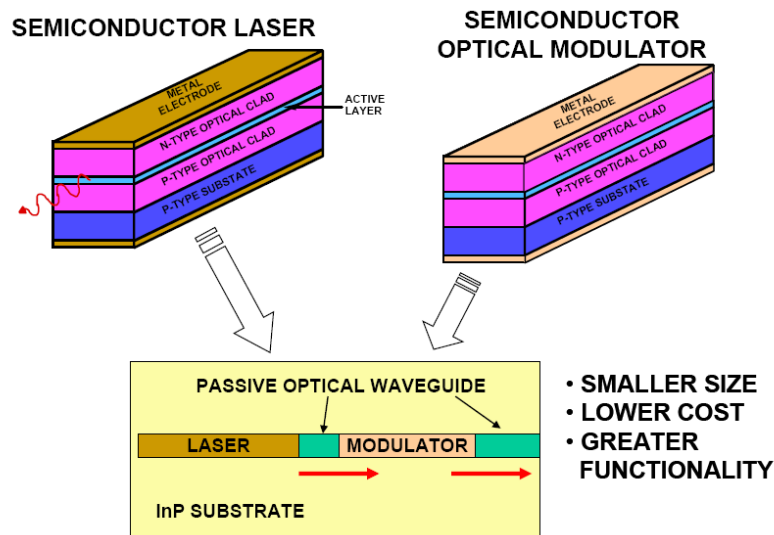 SEMICONDUCTOR LASER
METAL
ELECTRODE
N-TYPE OPTICAL CLAD
P-TYPE OPTICAL CLAD
P-TYPE SUBSTRATE
ACTIVE
LAYER
SEMICONDUCTOR
OPTICAL MODULATOR
METAL
ELECTRODE
N-TYPE OPTICAL CLAD
P-TYPE OPTICAL CLAD
P-TYPE SUBSTRATE
PASSIVE OPTICAL WAVEGUIDE
LASER
MODULATOR
InP SUBSTRATE
• SMALLER SIZE
• LOWER COST
• GREATER
FUNCTIONALITY